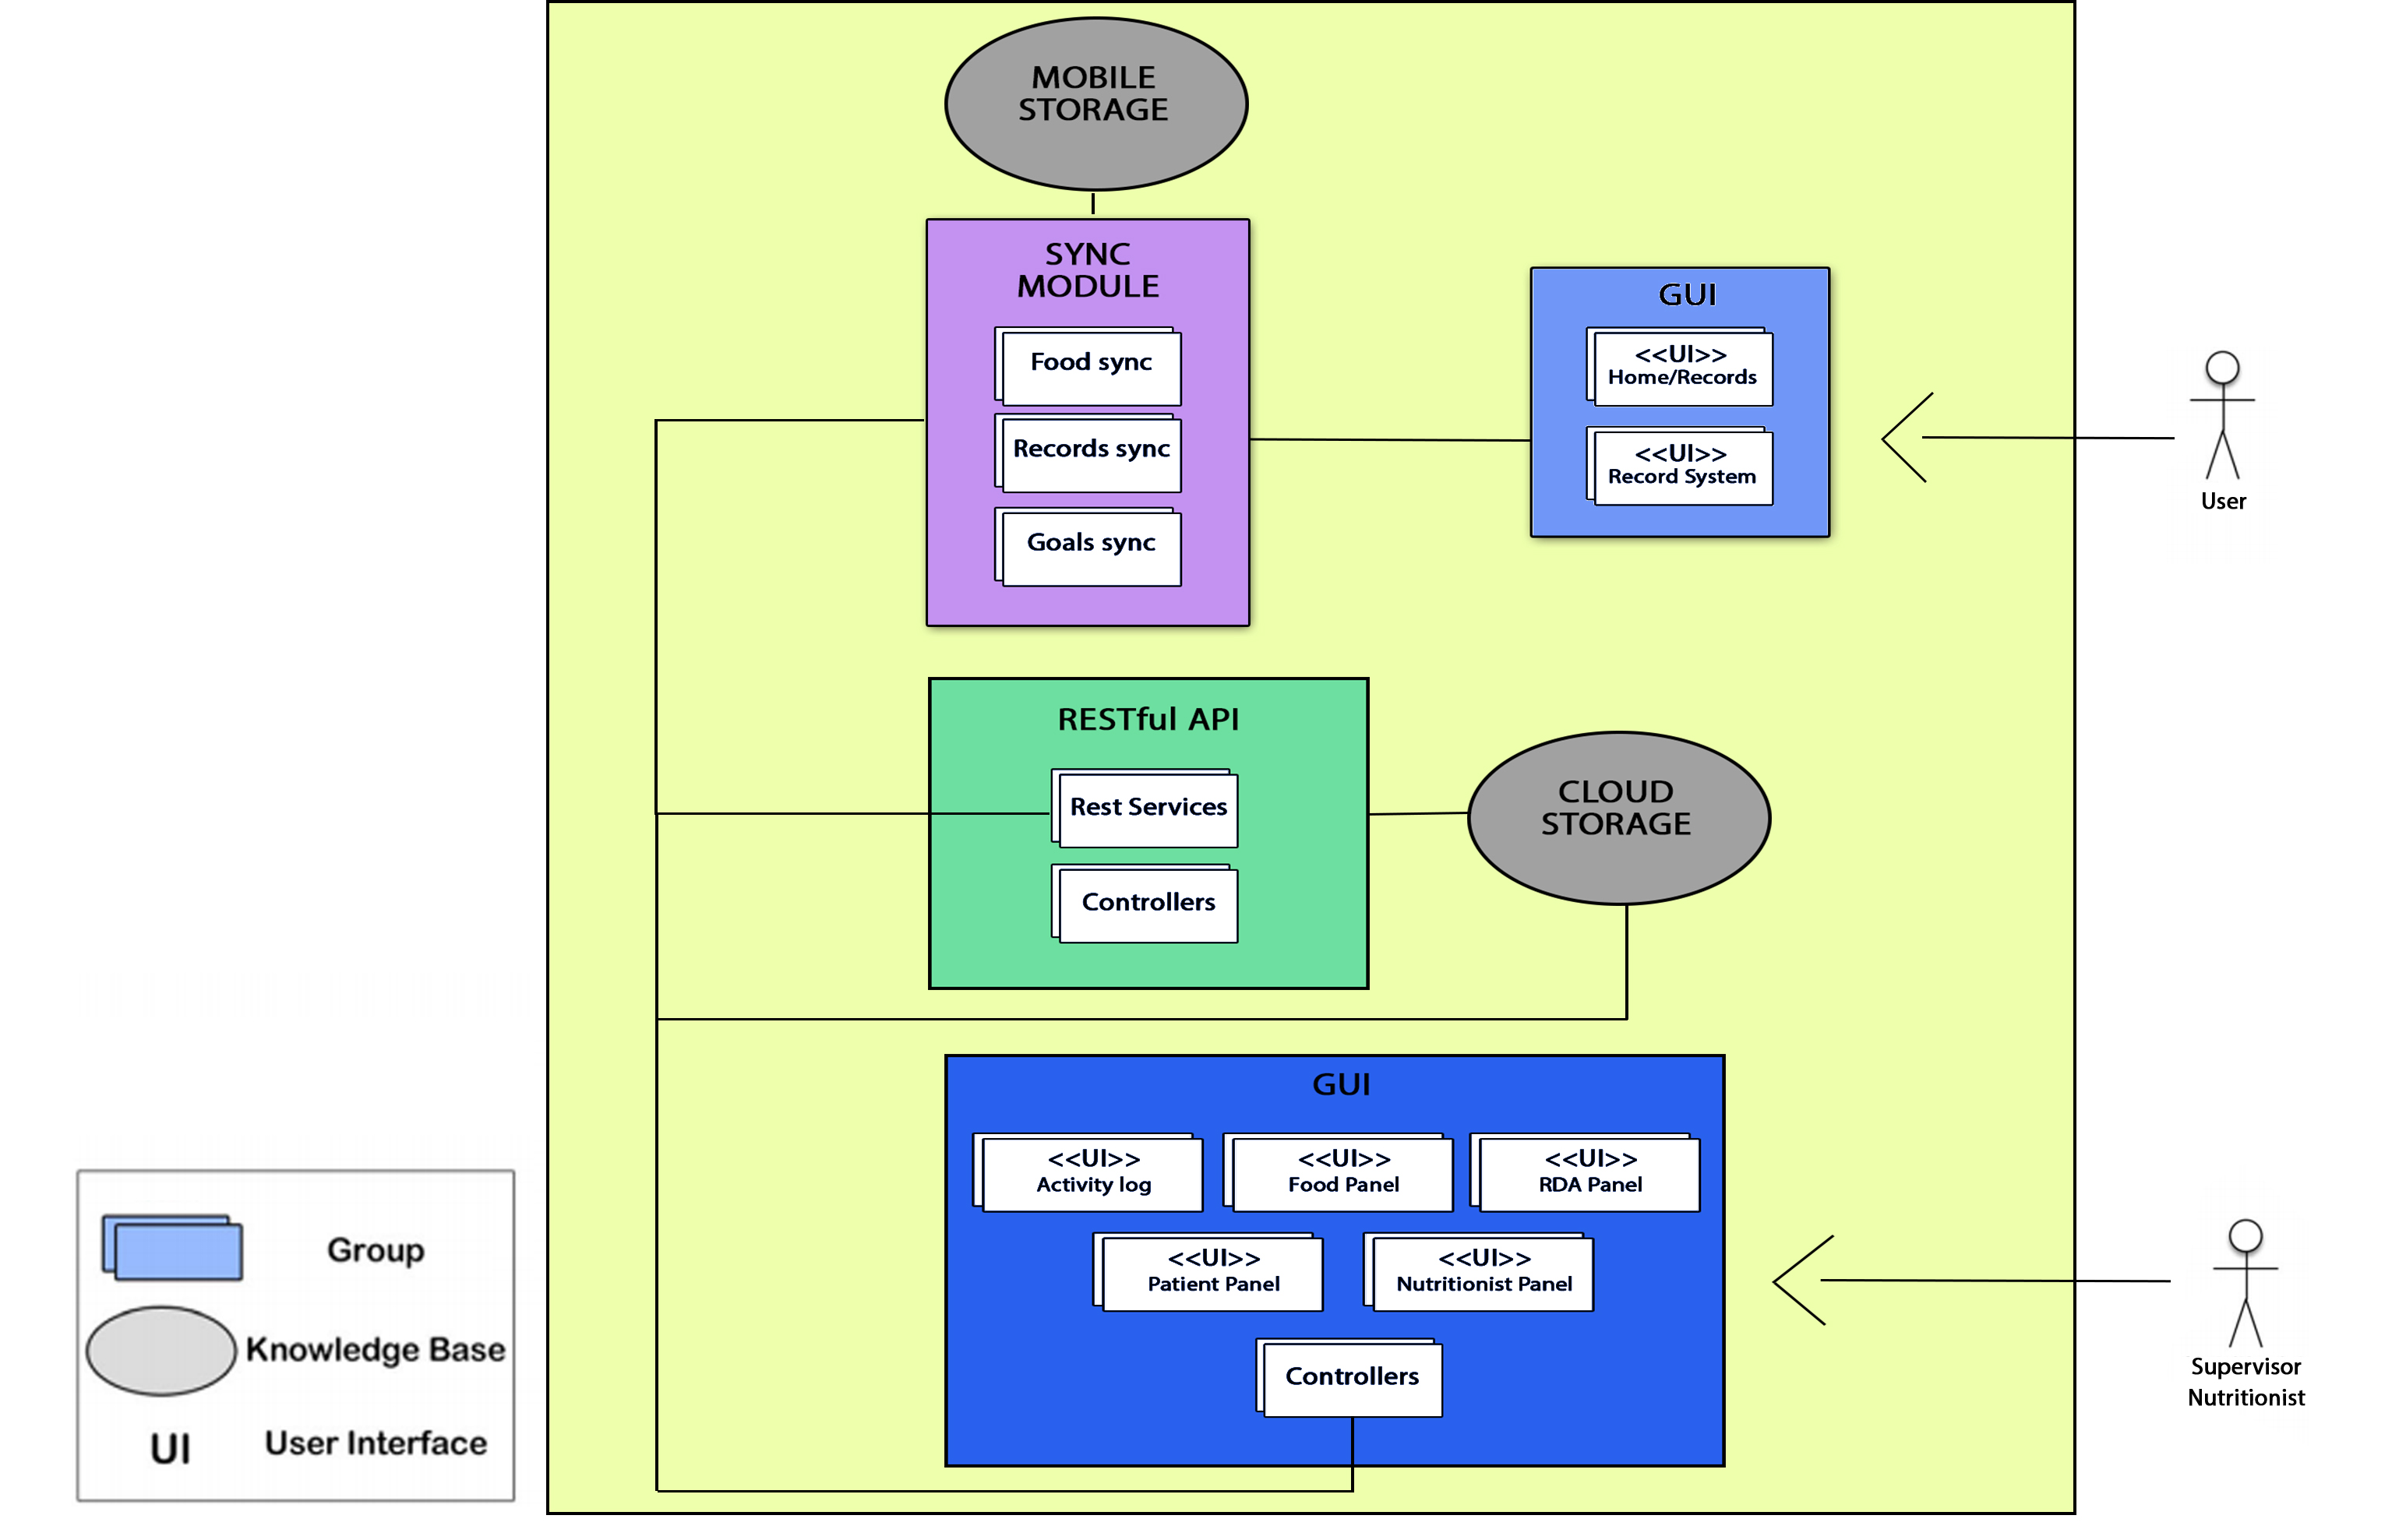 MOBILE
STORAGE
SYNC
MODULE
Food sync
Records sync
Goals sync
GUI
<<UI>>
Home/Records
<<UI>>
Record System
User
RESTful API
Rest Services
Controllers
CLOUD
STORAGE
GUI
<<UI>>
Activity log
<<UI>>
Food Panel
<<UI>>
RDA Panel
<<UI>>
Patient Panel
<<UI>>
Nutritionist Panel
Controllers
Supervisor
Nutritionist
Group
Knowledge Base
UI User Interface